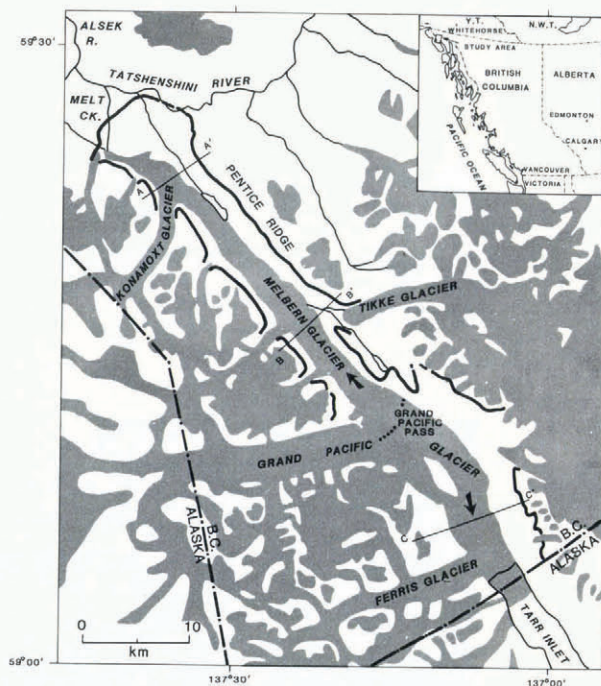 59°30'
ALSEK
R.
TATSHENSHINI RIVER
MELT
CK.
Y.T.
N.W.T.
WHITEHORSE
STUDY AREA
BRITISH
COLUMBIA
ALBERTA
EDMONTON
CALGARY
PACIFIC OCEAN
VANCOUVER
VICTORIA
A'
A
PENTICE RIDGE
KONAMOXT GLACIER
MELBERN GLACIER
B'
B
TIKKE GLACIER
GRAND
PACIFIC
PASS
GRAND PACIFIC GLACIER
C'
C
B.C.
ALASKA
B.C.
ALASKA
FERRIS GLACIER
TARR INLET
0 10
km
59°00'
137°30'
137°00'